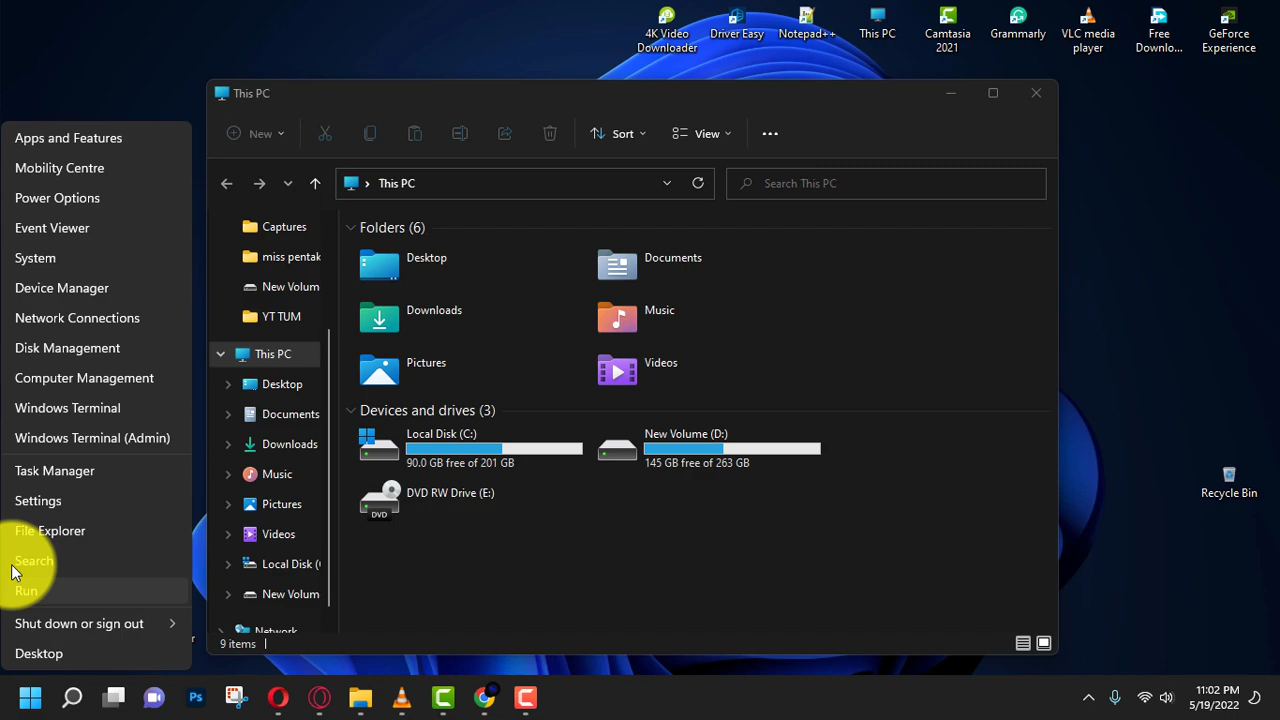 4K Video
Downloader
Driver Easy
Notepad++
This PC
Camtasia
2021
Grammarly
VLC media
player
Free
Downlo...
GeForce
Experience
This PC
New
Sort
View
This PC
Search This PC
Apps and Features
Mobility Centre
Power Options
Event Viewer
System
Device Manager
Network Connections
Disk Management
Computer Management
Windows Terminal
Windows Terminal (Admin)
Task Manager
Settings
File Explorer
Search
Run
Shut down or sign out
Desktop
Captures
miss pentak
New Volum
YT TUM
This PC
Desktop
Documents
Downloads
Music
Pictures
Videos
Local Disk (
New Volum
Network
Folders (6)
Desktop
Documents
Downloads
Music
Pictures
Videos
Devices and drives (3)
Local Disk (C:)
90.0 GB free of 201 GB
New Volume (D:)
145 GB free of 263 GB
DVD RW Drive (E:)
DVD
9 items
Recycle Bin
Ps
11:02 PM
5/19/2022